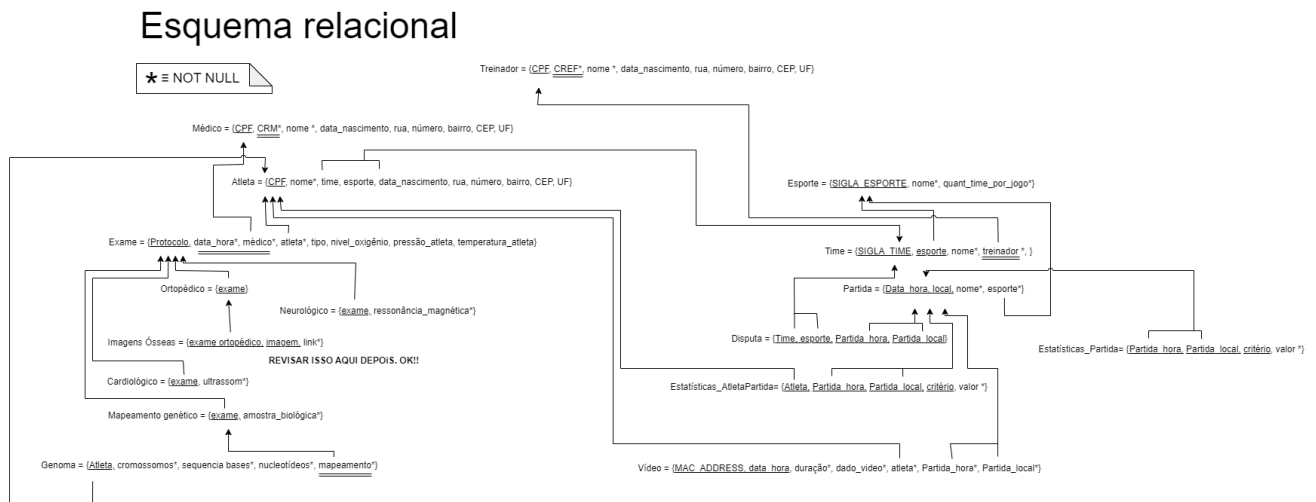 Esquema relacional
* ≡ NOT NULL
Treinador = {CPF, CREF*, nome *, data_nascimento, rua, número, bairro, CEP, UF}
Médico = {CPF, CRM*, nome *, data_nascimento, rua, número, bairro, CEP, UF}
Atleta = {CPF, nome*, time, esporte, data_nascimento, rua, número, bairro, CEP, UF}
Esporte = {SIGLA_ESPORTE, nome*, quant_time_por_jogo*}
Exame = {Protocolo, data_hora*, médico*, atleta*, tipo, nivel_oxigênio, pressão_atleta, temperatura_atleta}
Time = {SIGLA_TIME, esporte, nome*, treinador *, }
Ortopédico = {exame}
Partida = {Data_hora, local, nome*, esporte*}
Neurológico = {exame, ressonância_magnética*}
Imagens Ósseas = {exame ortopédico, imagem, link*}
Disputa = {Time, esporte, Partida_hora, Partida_local}
Estatísticas_Partida= {Partida_hora, Partida_local, critério, valor *}
REVISAR ISSO AQUI DEPOIS. OK!!
Cardiológico = {exame, ultrassom*}
Estatísticas_AtletaPartida= {Atleta, Partida_hora, Partida_local, critério, valor *}
Mapeamento genético = {exame, amostra_biológica*}
Genoma = {Atleta, cromossomos*, sequencia bases*, nucleotídeos*, mapeamento*}
Vídeo = {MAC_ADDRESS, data_hora, duração*, dado_video*, atleta*, Partida_hora*, Partida_local*}